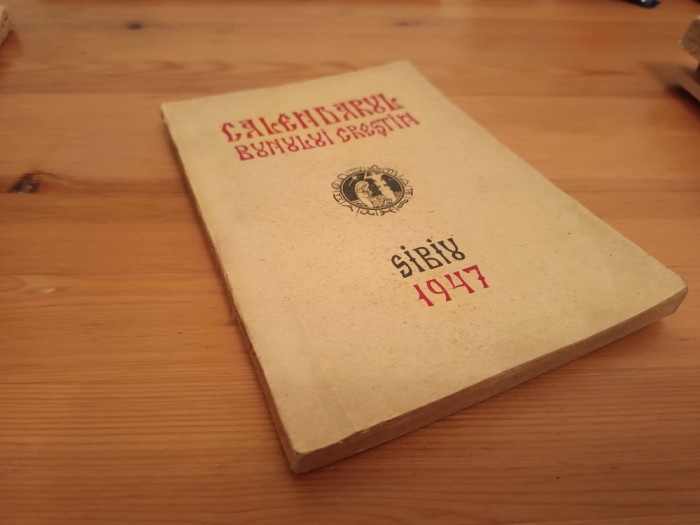 CALENDARUL
BUNULUI CREȘTIN
SIBIU
1947